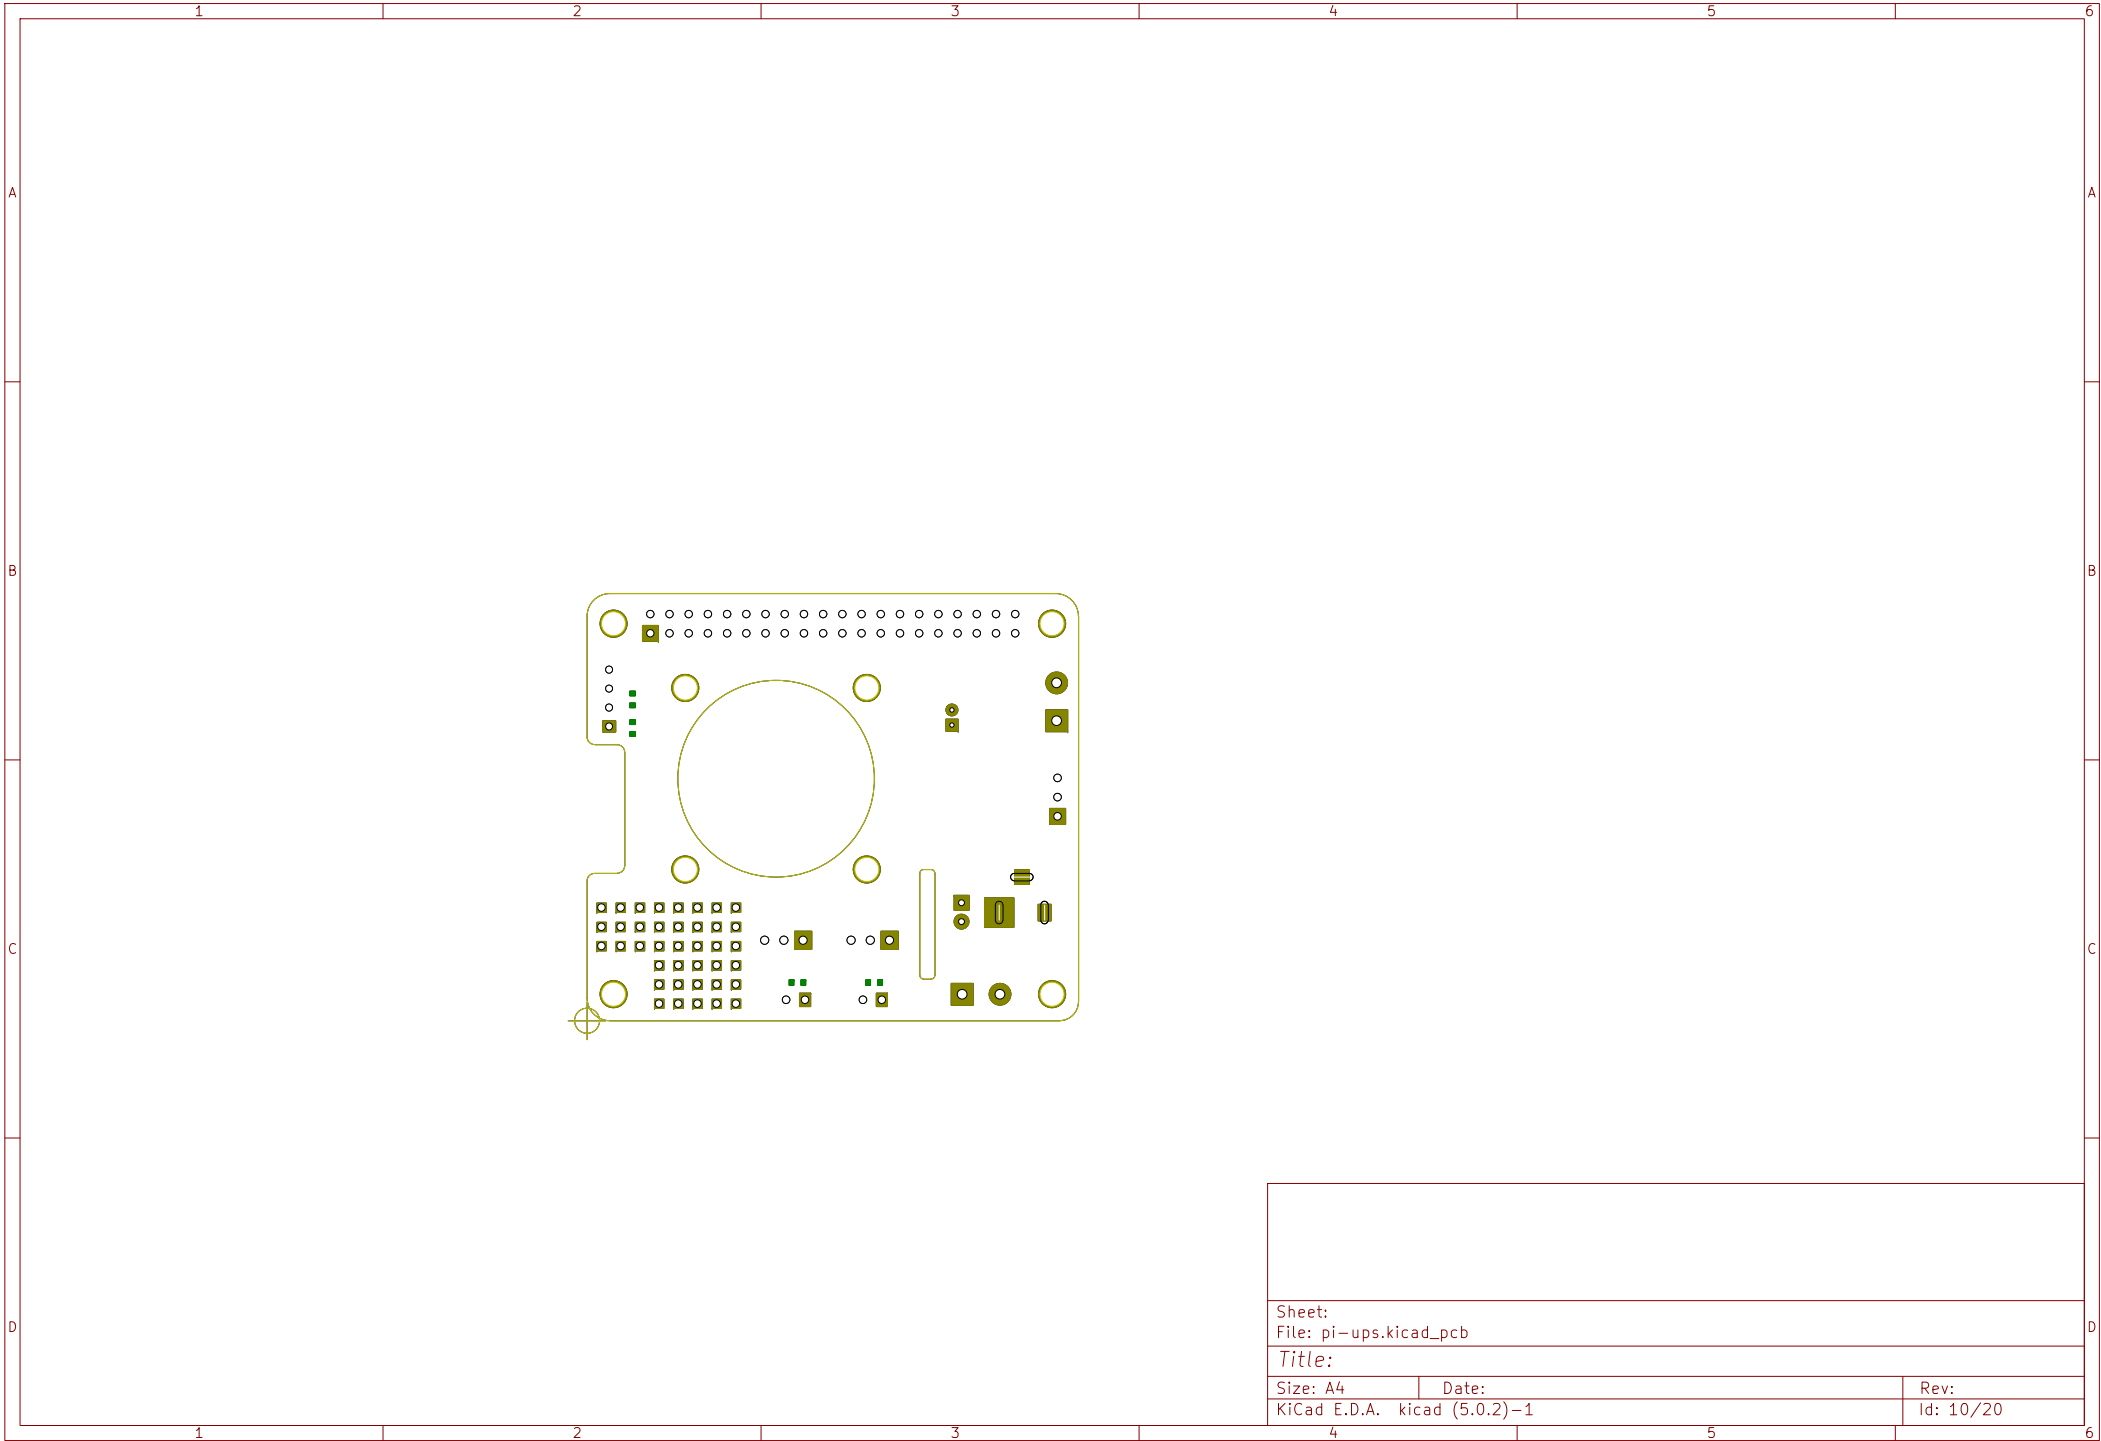 1 2 3 4 5 6
A A
B B
C C
D D
Sheet:
File: pi-ups.kicad_pcb
Title:
Size: A4 Date: Rev:
KiCad E.D.A. kicad (5.0.2)-1 Id: 10/20
1 2 3 4 5 6